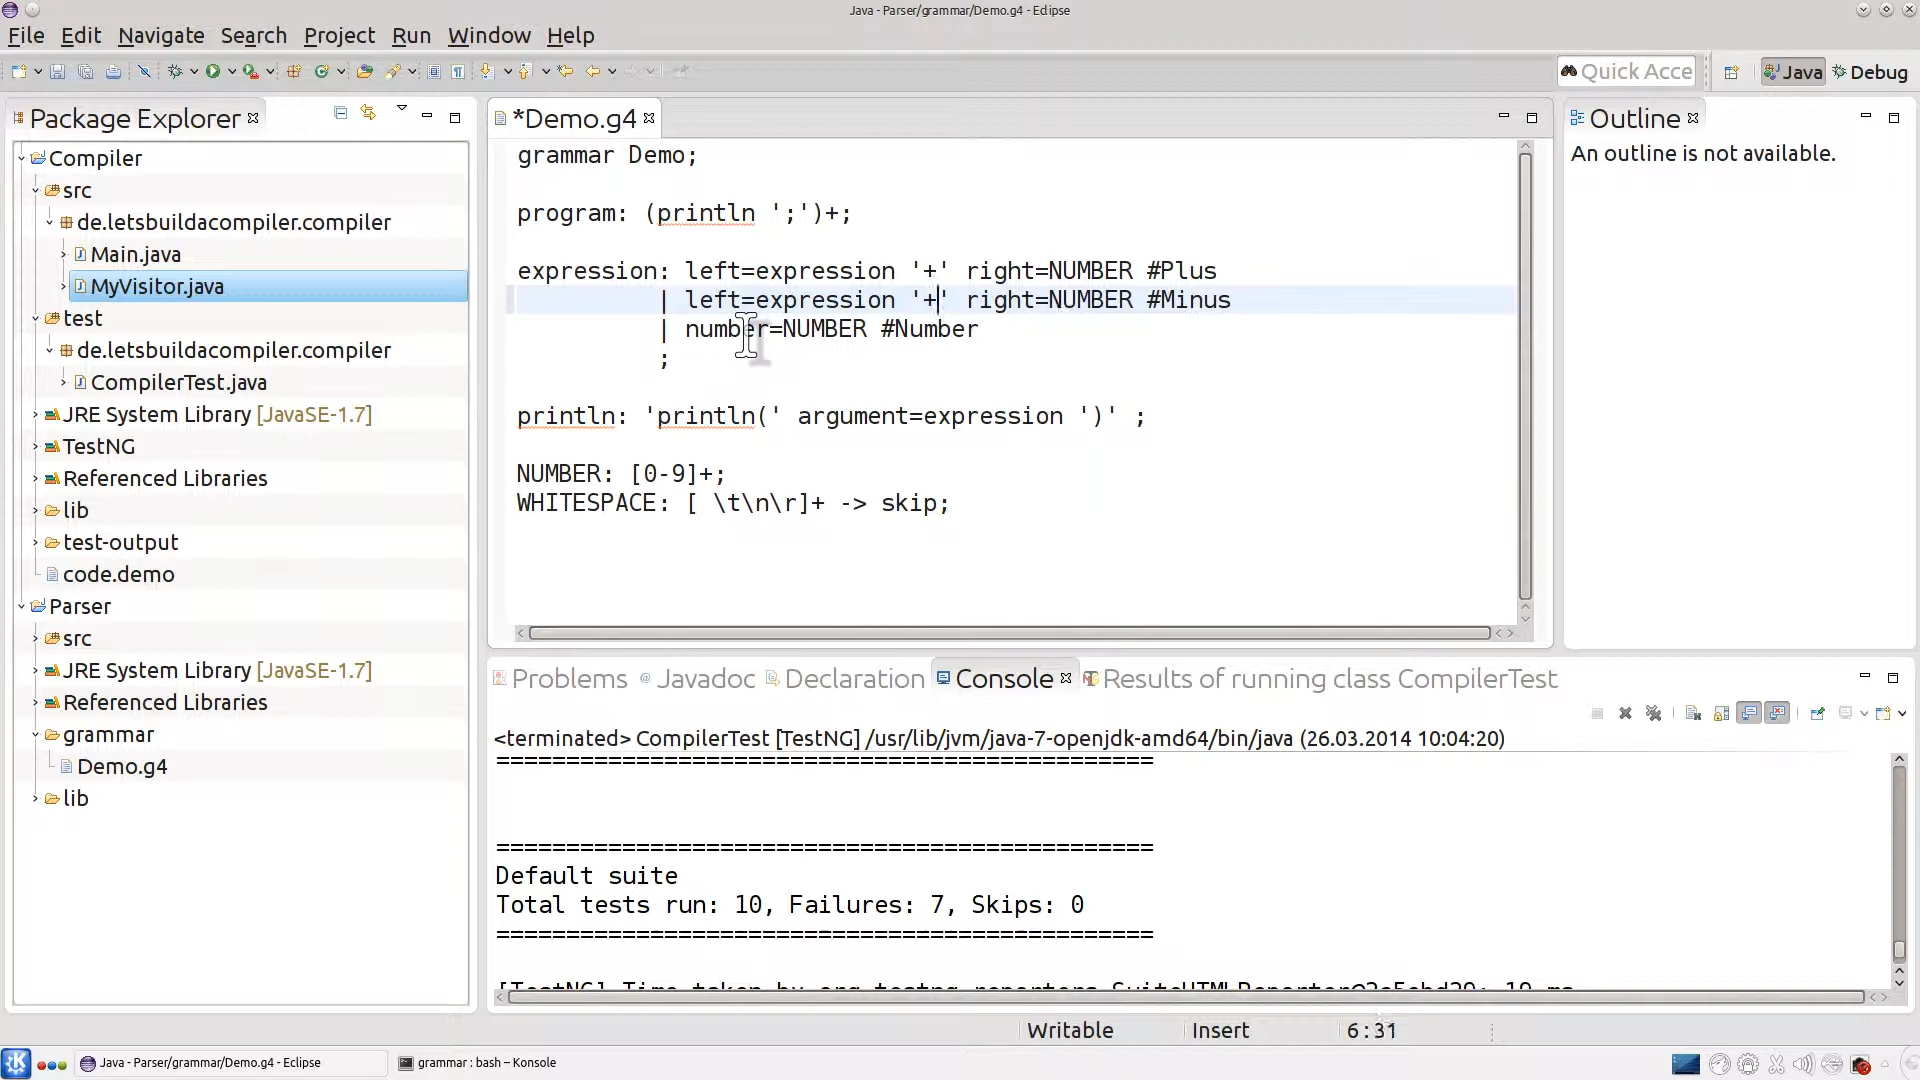 Java - Parser/grammar/Demo.g4 - Eclipse
File Edit Navigate Search Project Run Window Help
Quick Acce Java Debug
Package Explorer
Compiler
src
de.letsbuildacompiler.compiler
Main.java
MyVisitor.java
test
de.letsbuildacompiler.compiler
CompilerTest.java
JRE System Library [JavaSE-1.7]
TestNG
Referenced Libraries
lib
test-output
code.demo
Parser
src
JRE System Library [JavaSE-1.7]
Referenced Libraries
grammar
Demo.g4
lib
*Demo.g4
grammar Demo;
program: (println ';')+;
expression: left=expression '+' right=NUMBER #Plus
| left=expression '+' right=NUMBER #Minus
| number=NUMBER #Number
;
println: 'println(' argument=expression ')' ;
NUMBER: [0-9]+;
WHITESPACE: [ \t\n\r]+ -> skip;
Outline
An outline is not available.
Problems @ Javadoc Declaration Console Results of running class CompilerTest
<terminated> CompilerTest [TestNG] /usr/lib/jvm/java-7-openjdk-amd64/bin/java (26.03.2014 10:04:20)
===============================================
===============================================
Default suite
Total tests run: 10, Failures: 7, Skips: 0
===============================================
Writable Insert 6:31
Java - Parser/grammar/Demo.g4 - Eclipse
grammar : bash – Konsole